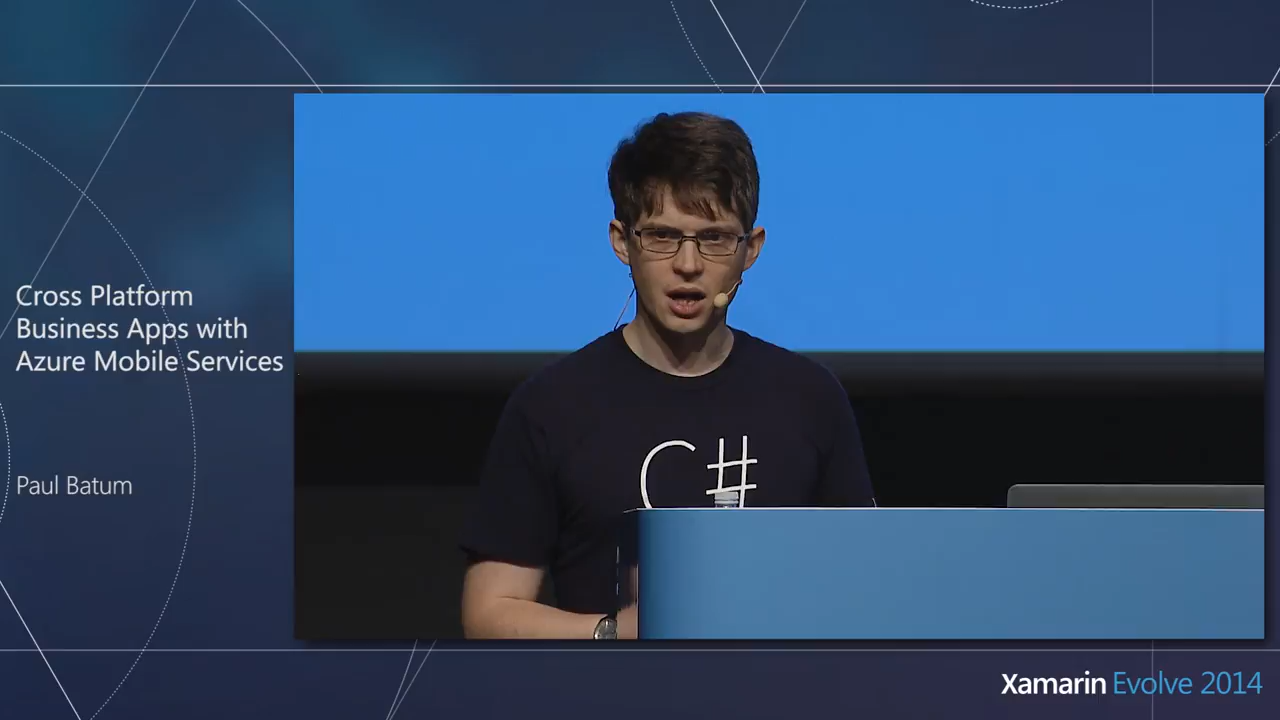 Cross Platform
Business Apps with
Azure Mobile Services
Paul Batum
C#
Xamarin Evolve 2014